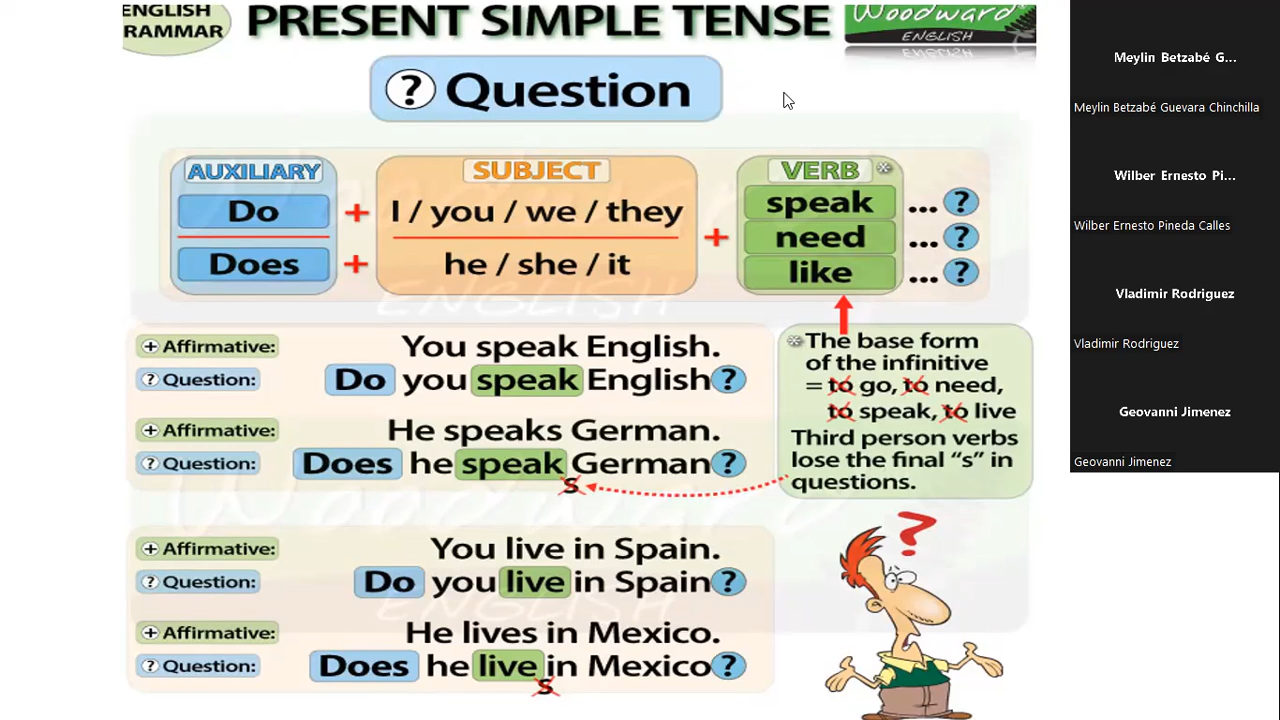 ENGLISH
GRAMMAR
PRESENT SIMPLE TENSE
Woodward
ENGLISH
? Question
AUXILIARY
SUBJECT
VERB *
Do + I / you / we / they
Does + he / she / it
+
speak ... ?
need ... ?
like ... ?
+ Affirmative: You speak English.
? Question: Do you speak English ?
+ Affirmative: He speaks German.
? Question: Does he speak German ?
s
+ Affirmative: You live in Spain.
? Question: Do you live in Spain ?
+ Affirmative: He lives in Mexico.
? Question: Does he live in Mexico ?
s
* The base form
of the infinitive
= to go, to need,
to speak, to live
Third person verbs
lose the final “s” in
questions.
?
Woodward
ENGLISH
Meylin Betzabé G...
Meylin Betzabé Guevara Chinchilla
Wilber Ernesto Pi...
Wilber Ernesto Pineda Calles
Vladimir Rodriguez
Vladimir Rodriguez
Geovanni Jimenez
Geovanni Jimenez